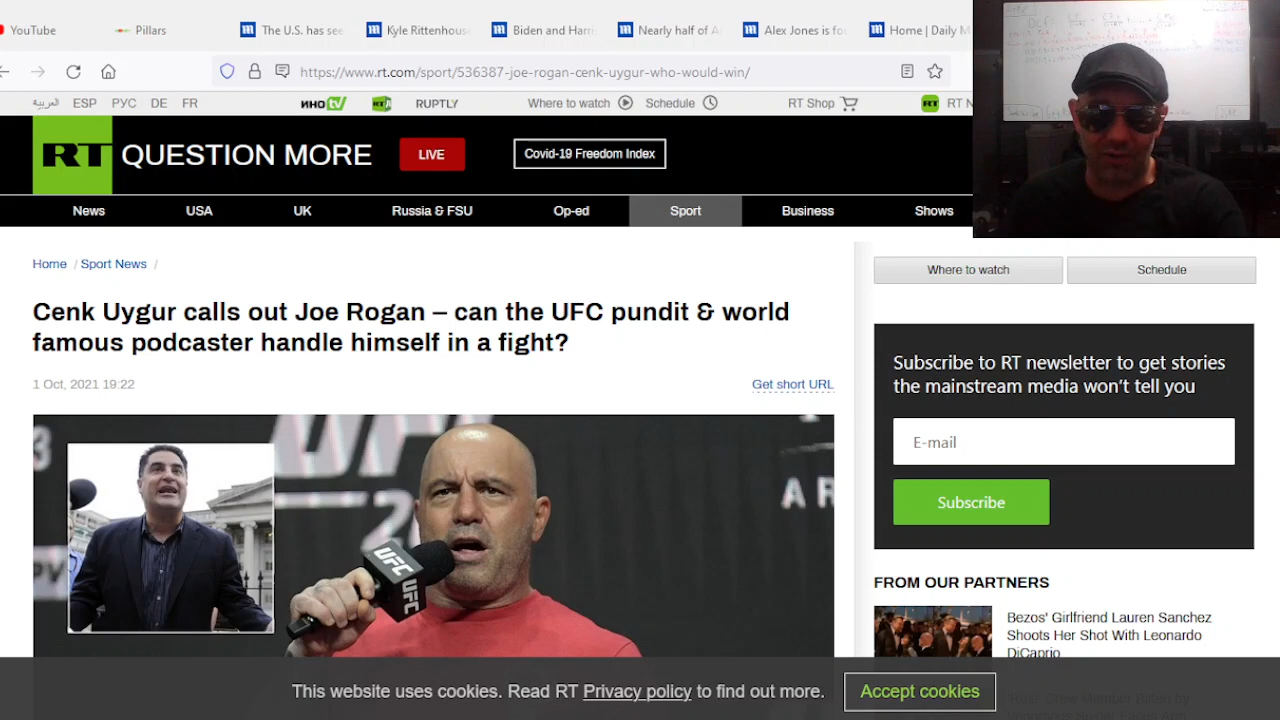 YouTube
Pillars
The U.S. has see
Kyle Rittenhous
Biden and Harri
Nearly half of A
Alex Jones is fo
Home | Daily M
https://www.rt.com/sport/536387-joe-rogan-cenk-uygur-who-would-win/
العربية ESP РУС DE FR
ИНО TV
RUPTLY
Where to watch
Schedule
RT Shop
RT N
RT QUESTION MORE
LIVE
Covid-19 Freedom Index
News USA UK Russia & FSU Op-ed Sport Business Shows
Home / Sport News /
Cenk Uygur calls out Joe Rogan – can the UFC pundit & world
famous podcaster handle himself in a fight?
1 Oct, 2021 19:22
Get short URL
UFC
UFC
UFC
Where to watch
Schedule
Subscribe to RT newsletter to get stories
the mainstream media won't tell you
E-mail
Subscribe
FROM OUR PARTNERS
Bezos' Girlfriend Lauren Sanchez
Shoots Her Shot With Leonardo
DiCaprio
This website uses cookies. Read RT Privacy policy to find out more.
Accept cookies